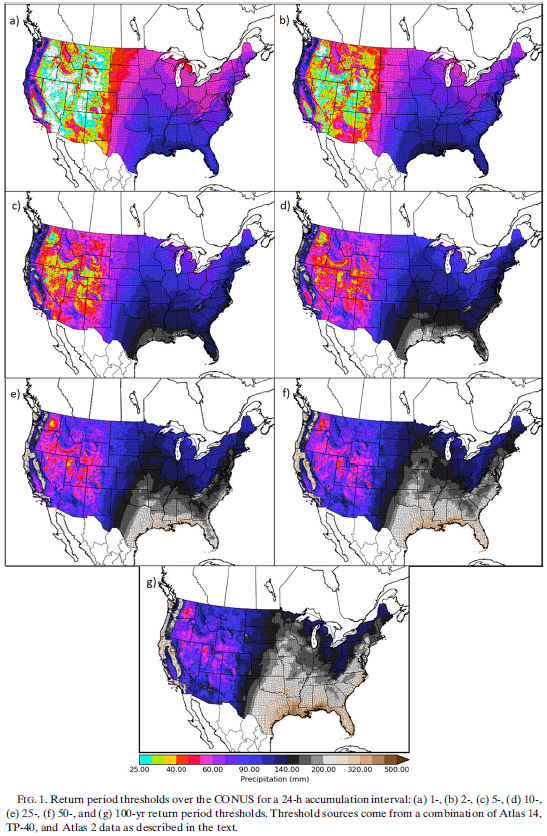 a)
b)
c)
d)
e)
f)
g)
25.00 40.00 60.00 90.00 140.00 200.00 320.00 500.00
Precipitation (mm)
FIG. 1. Return period thresholds over the CONUS for a 24-h accumulation interval: (a) 1-, (b) 2-, (c) 5-, (d) 10-,
(e) 25-, (f) 50-, and (g) 100-yr return period thresholds. Threshold sources come from a combination of Atlas 14,
TP-40, and Atlas 2 data as described in the text.